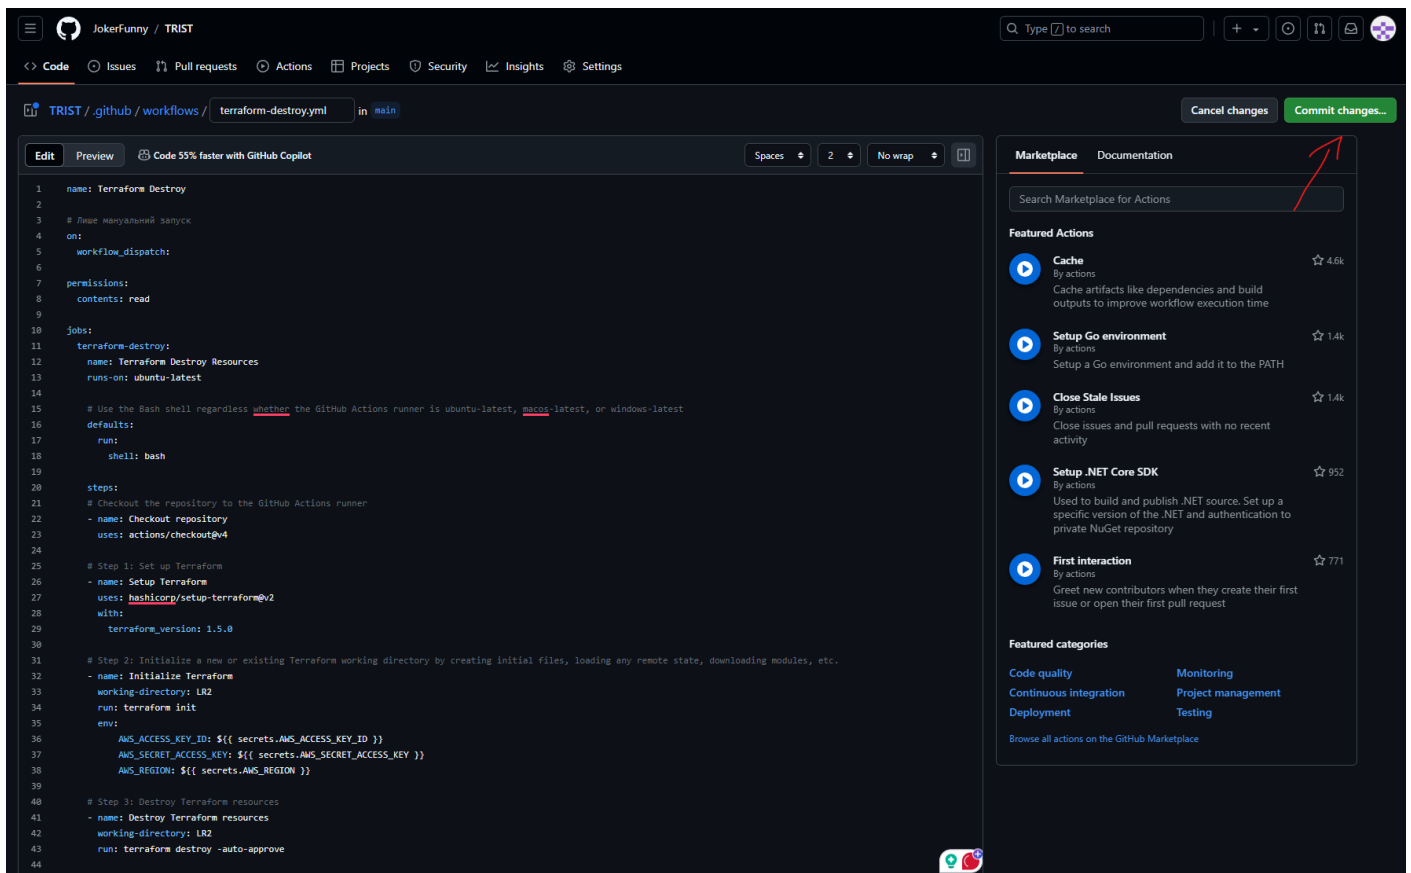 JokerFunny / TRIST
Type / to search
Code
Issues
Pull requests
Actions
Projects
Security
Insights
Settings
TRIST / .github / workflows / terraform-destroy.yml in main
Cancel changes
Commit changes...
Edit
Preview
Code 55% faster with GitHub Copilot
Spaces
2
No wrap
1 name: Terraform Destroy
2
3 # Лише мануальний запуск
4 on:
5 workflow_dispatch:
6
7 permissions:
8 contents: read
9
10 jobs:
11 terraform-destroy:
12 name: Terraform Destroy Resources
13 runs-on: ubuntu-latest
14
15 # Use the Bash shell regardless whether the GitHub Actions runner is ubuntu-latest, macos-latest, or windows-latest
16 defaults:
17 run:
18 shell: bash
19
20 steps:
21 # Checkout the repository to the GitHub Actions runner
22 - name: Checkout repository
23 uses: actions/checkout@v4
24
25 # Step 1: Set up Terraform
26 - name: Setup Terraform
27 uses: hashicorp/setup-terraform@v2
28 with:
29 terraform_version: 1.5.0
30
31 # Step 2: Initialize a new or existing Terraform working directory by creating initial files, loading any remote state, downloading modules, etc.
32 - name: Initialize Terraform
33 working-directory: LR2
34 run: terraform init
35 env:
36 AWS_ACCESS_KEY_ID: ${{ secrets.AWS_ACCESS_KEY_ID }}
37 AWS_SECRET_ACCESS_KEY: ${{ secrets.AWS_SECRET_ACCESS_KEY }}
38 AWS_REGION: ${{ secrets.AWS_REGION }}
39
40 # Step 3: Destroy Terraform resources
41 - name: Destroy Terraform resources
42 working-directory: LR2
43 run: terraform destroy -auto-approve
44
Marketplace
Documentation
Search Marketplace for Actions
Featured Actions
Cache
4.6k
By actions
Cache artifacts like dependencies and build
outputs to improve workflow execution time
Setup Go environment
1.4k
By actions
Setup a Go environment and add it to the PATH
Close Stale Issues
1.4k
By actions
Close issues and pull requests with no recent
activity
Setup .NET Core SDK
952
By actions
Used to build and publish .NET source. Set up a
specific version of the .NET and authentication to
private NuGet repository
First interaction
771
By actions
Greet new contributors when they create their first
issue or open their first pull request
Featured categories
Code quality
Monitoring
Continuous integration
Project management
Deployment
Testing
Browse all actions on the GitHub Marketplace